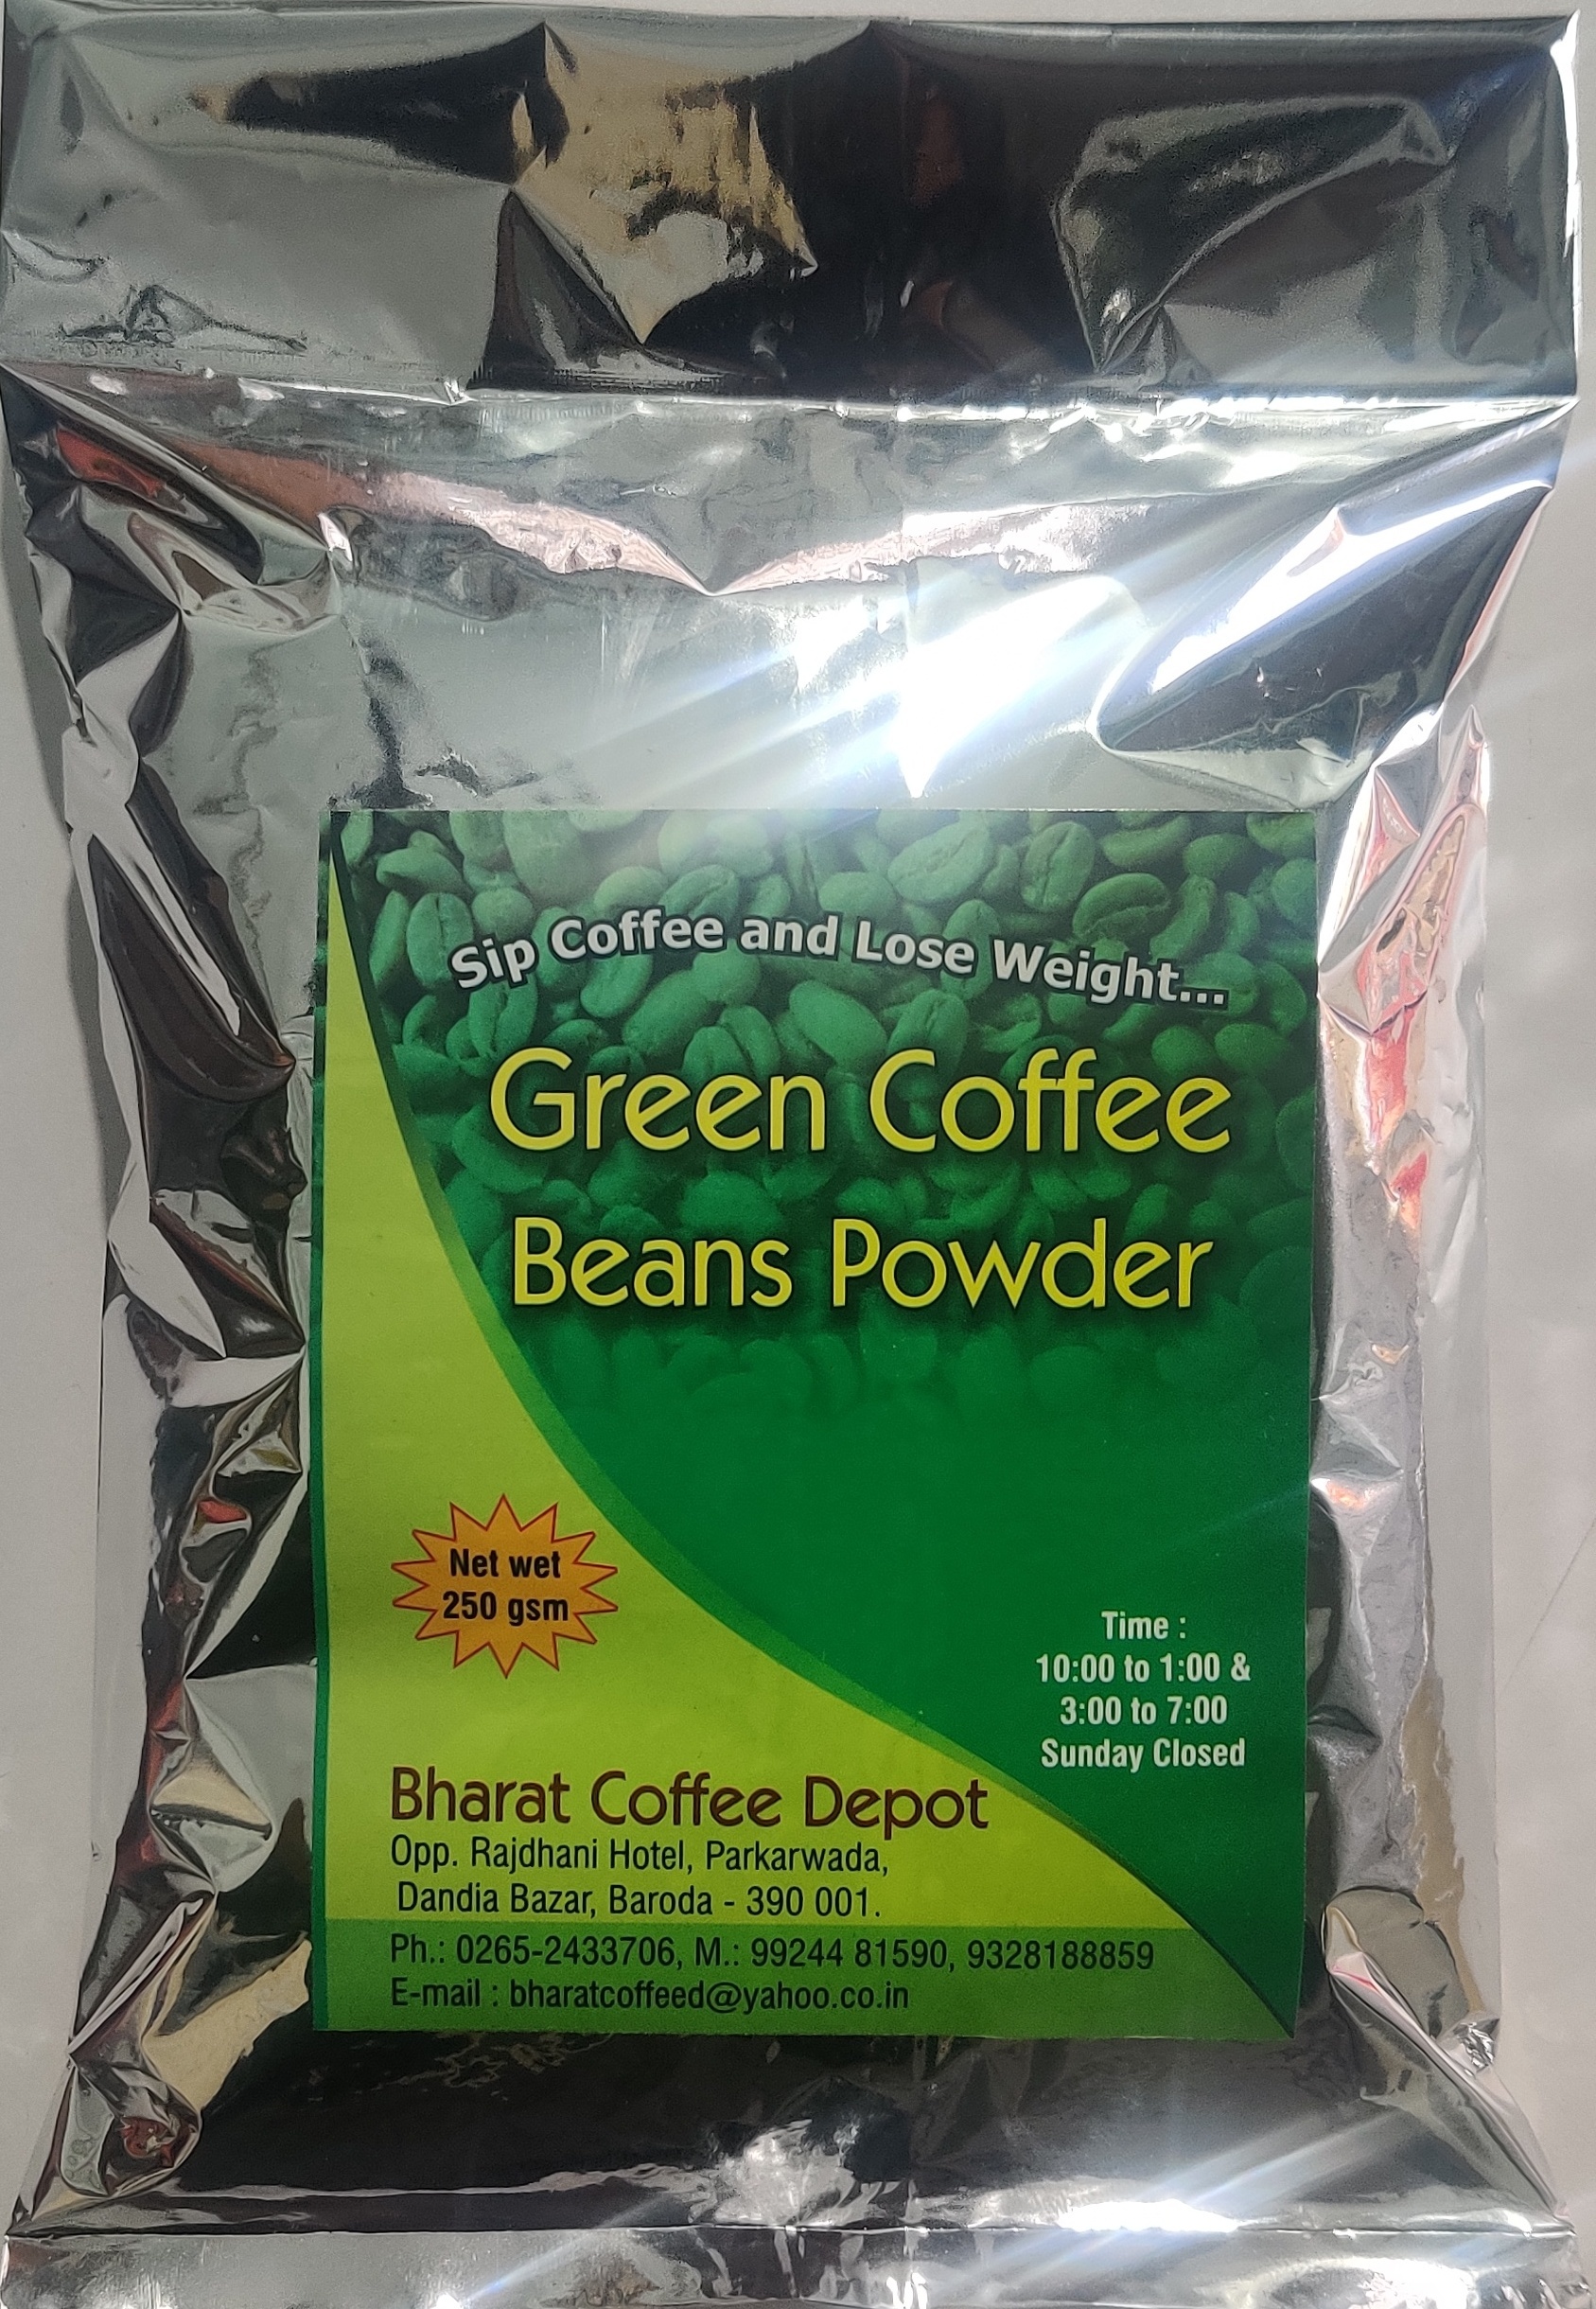 Sip Coffee and Lose Weight...
Green Coffee
Beans Powder
Net wet
250 gsm
Time :
10:00 to 1:00 &
3:00 to 7:00
Sunday Closed
Bharat Coffee Depot
Opp. Rajdhani Hotel, Parkarwada,
Dandia Bazar, Baroda - 390 001.
Ph.: 0265-2433706, M.: 99244 81590, 9328188859
E-mail : bharatcoffeed@yahoo.co.in